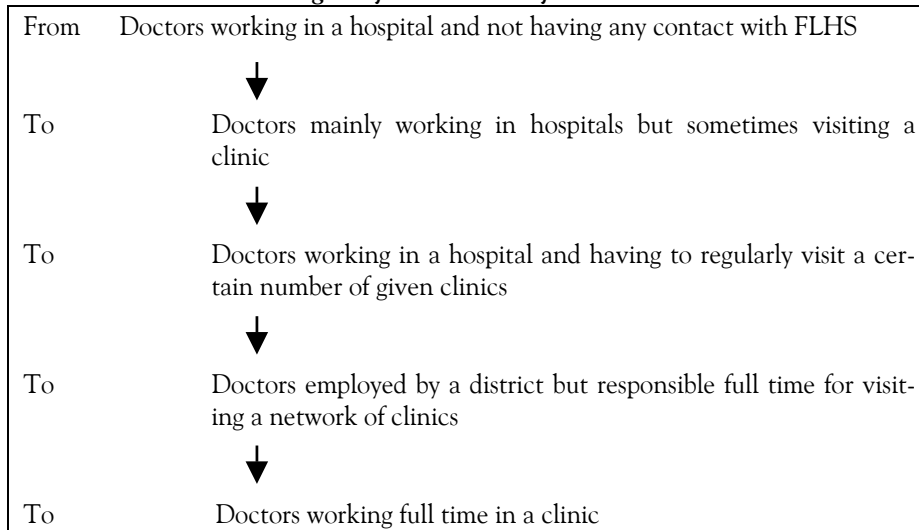 From Doctors working in a hospital and not having any contact with FLHS
To Doctors mainly working in hospitals but sometimes visiting a
clinic
To Doctors working in a hospital and having to regularly visit a cer-
tain number of given clinics
To Doctors employed by a district but responsible full time for visit-
ing a network of clinics
To Doctors working full time in a clinic